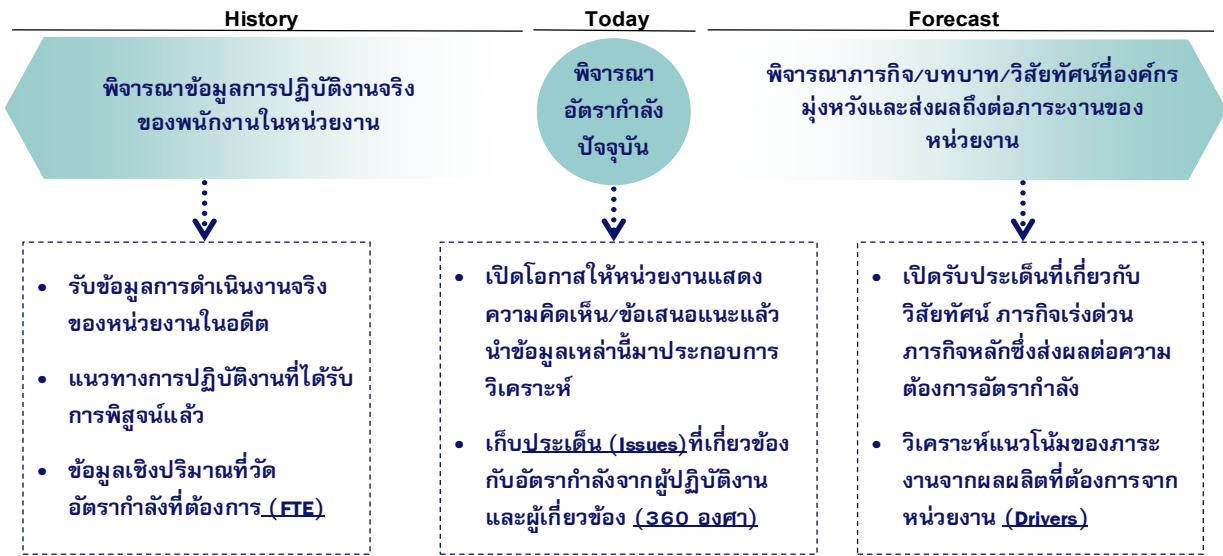 History
พิจารณาข้อมูลการปฏิบัติงานจริง
ของพนักงานในหน่วยงาน
• รับข้อมูลการดำเนินงานจริง
ของหน่วยงานในอดีต
• แนวทางการปฏิบัติงานที่ได้รับ
การพิสูจน์แล้ว
• ข้อมูลเชิงปริมาณที่วัด
อัตรากำลังที่ต้องการ (FTE)
Today
พิจารณา
อัตรากำลัง
ปัจจุบัน
• เปิดโอกาสให้หน่วยงานแสดง
ความคิดเห็น/ข้อเสนอแนะแล้ว
นำข้อมูลเหล่านี้มาประกอบการ
วิเคราะห์
• เก็บประเด็น (Issues)ที่เกี่ยวข้อง
กับอัตรากำลังจากผู้ปฏิบัติงาน
และผู้เกี่ยวข้อง (360 องศา)
Forecast
พิจารณาภารกิจ/บทบาท/วิสัยทัศน์ที่องค์กร
มุ่งหวังและส่งผลถึงต่อภาระงานของ
หน่วยงาน
• เปิดรับประเด็นที่เกี่ยวกับ
วิสัยทัศน์ ภารกิจเร่งด่วน
ภารกิจหลักซึ่งส่งผลต่อความ
ต้องการอัตรากำลัง
• วิเคราะห์แนวโน้มของภาระ
งานจากผลผลิตที่ต้องการจาก
หน่วยงาน (Drivers)